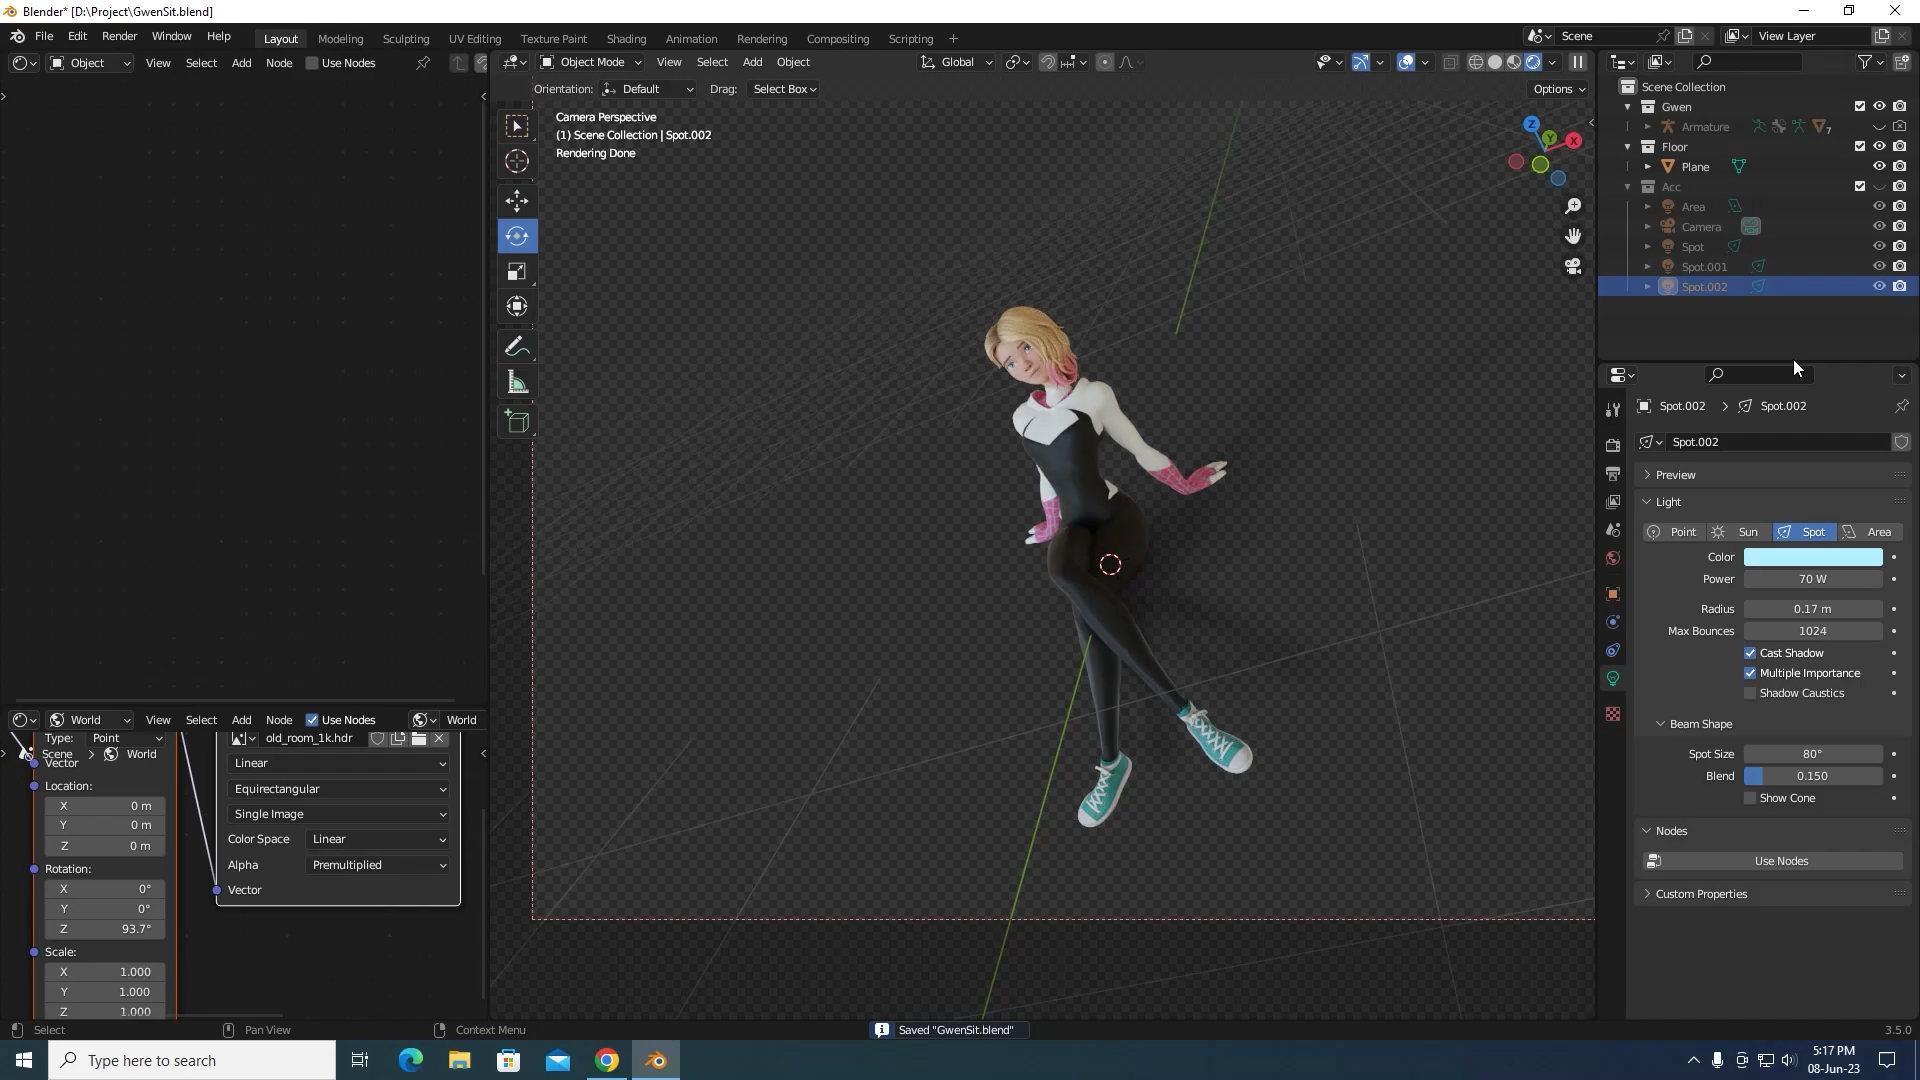 Blender* [D:\Project\GwenSit.blend]
File Edit Render Window Help Layout Modeling Sculpting UV Editing Texture Paint Shading Animation Rendering Compositing Scripting Scene View Layer
Object View Select Add Node Use Nodes
Object Mode View Select Add Object Global
Orientation: Default Drag: Select Box Options
Camera Perspective
(1) Scene Collection | Spot.002
Rendering Done
Z
Y
X
Scene Collection
Gwen
Armature 7
Floor
Plane
Acc
Area
Camera
Spot
Spot.001
Spot.002
Spot.002 Spot.002
Spot.002
Preview
Light
Point Sun Spot Area
Color
Power 70 W
Radius 0.17 m
Max Bounces 1024
Cast Shadow
Multiple Importance
Shadow Caustics
Beam Shape
Spot Size 80°
Blend 0.150
Show Cone
Nodes
Use Nodes
Custom Properties
World View Select Add Node Use Nodes World
Type: Point
Scene World
Vector
Location:
X 0 m
Y 0 m
Z 0 m
Rotation:
X 0°
Y 0°
Z 93.7°
Scale:
X 1.000
Y 1.000
Z 1.000
old_room_1k.hdr
Linear
Equirectangular
Single Image
Color Space Linear
Alpha Premultiplied
Vector
Select Pan View Context Menu Saved "GwenSit.blend" 3.5.0
Type here to search
5:17 PM
08-Jun-23